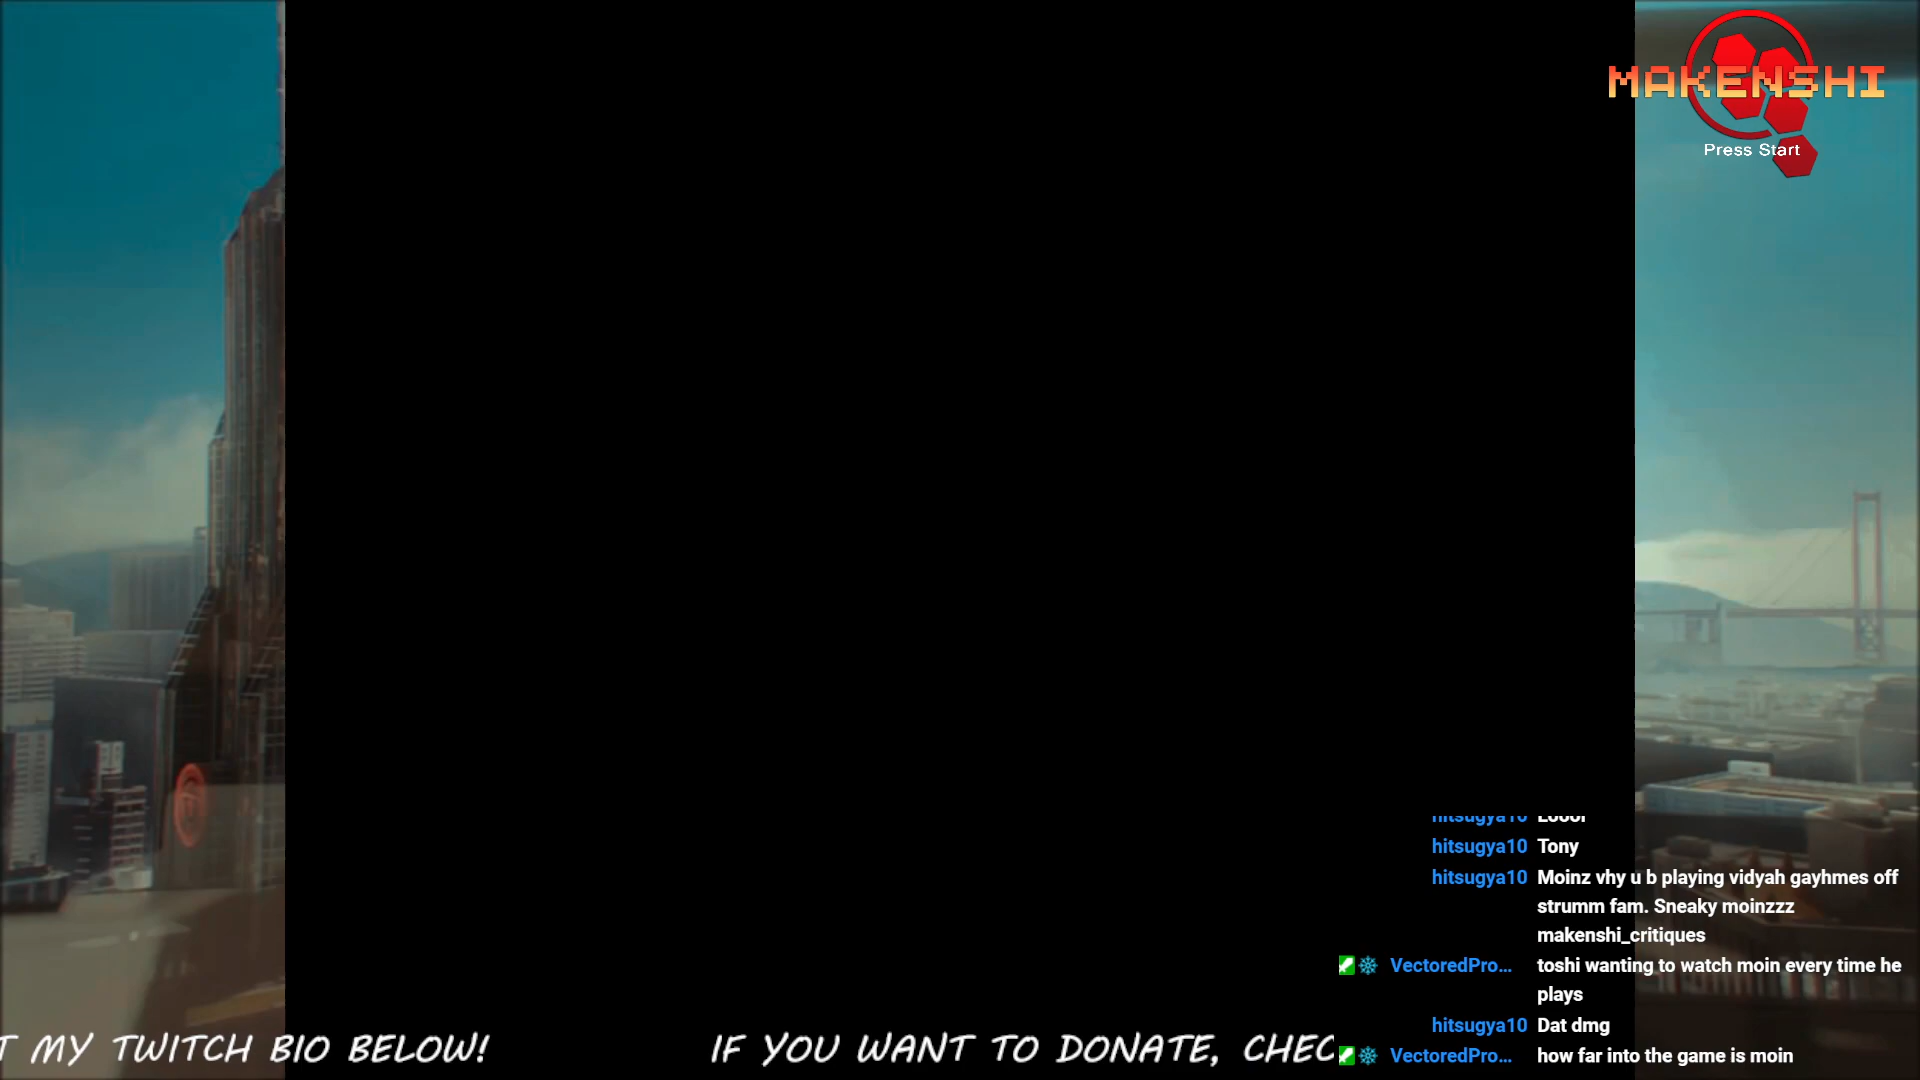 MAKENSHI
Press Start
hitsugya10 Looor
hitsugya10 Tony
hitsugya10 Moinz vhy u b playing vidyah gayhmes off
strumm fam. Sneaky moinzzz
makenshi_critiques
VectoredPro... toshi wanting to watch moin every time he
plays
hitsugya10 Dat dmg
VectoredPro... how far into the game is moin
T MY TWITCH BIO BELOW! IF YOU WANT TO DONATE, CHEC